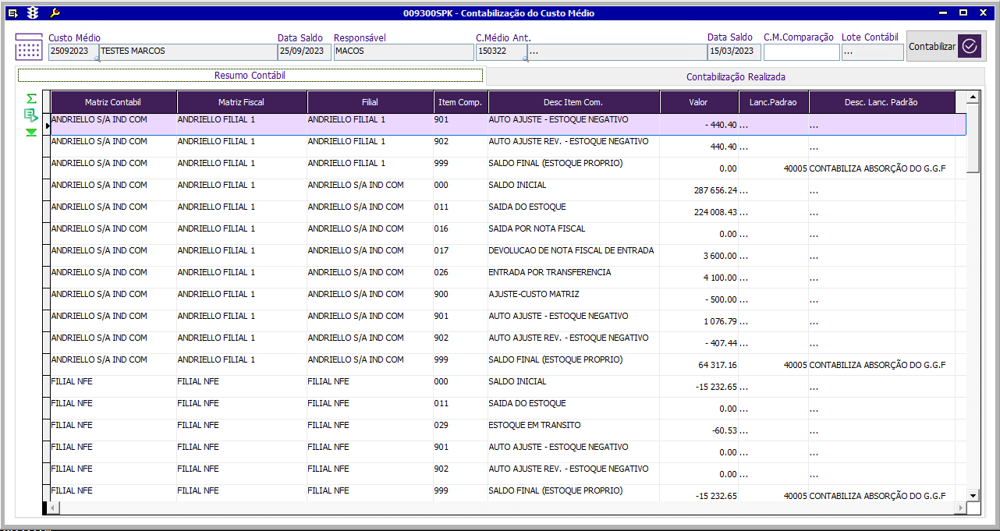 009300SPK - Contabilização do Custo Médio
Custo Médio Data Saldo Responsável C.Médio Ant. Data Saldo C.M.Comparação Lote Contábil
25092023 TESTES MARCOS 25/09/2023 MACOS 150322 ... 15/03/2023 ... Contabilizar
Resumo Contábil Contabilização Realizada
Matriz Contabil Matriz Fiscal Filial Item Comp. Desc Item Com. Valor Lanc.Padrao Desc. Lanc. Padrão
ANDRIELLO S/A IND COM ANDRIELLO FILIAL 1 ANDRIELLO FILIAL 1 901 AUTO AJUSTE - ESTOQUE NEGATIVO - 440.40 ... ...
ANDRIELLO S/A IND COM ANDRIELLO FILIAL 1 ANDRIELLO FILIAL 1 902 AUTO AJUSTE REV. - ESTOQUE NEGATIVO 440.40 ... ...
ANDRIELLO S/A IND COM ANDRIELLO FILIAL 1 ANDRIELLO FILIAL 1 999 SALDO FINAL (ESTOQUE PROPRIO) 0.00 40005 CONTABILIZA ABSORÇÃO DO G.G.F
ANDRIELLO S/A IND COM ANDRIELLO FILIAL 1 ANDRIELLO S/A IND COM 000 SALDO INICIAL 287 656.24 ... ...
ANDRIELLO S/A IND COM ANDRIELLO FILIAL 1 ANDRIELLO S/A IND COM 011 SAIDA DO ESTOQUE 224 008.43 ... ...
ANDRIELLO S/A IND COM ANDRIELLO FILIAL 1 ANDRIELLO S/A IND COM 016 SAIDA POR NOTA FISCAL 0.00 ... ...
ANDRIELLO S/A IND COM ANDRIELLO FILIAL 1 ANDRIELLO S/A IND COM 017 DEVOLUCAO DE NOTA FISCAL DE ENTRADA 3 600.00 ... ...
ANDRIELLO S/A IND COM ANDRIELLO FILIAL 1 ANDRIELLO S/A IND COM 026 ENTRADA POR TRANSFERENCIA 4 100.00 ... ...
ANDRIELLO S/A IND COM ANDRIELLO FILIAL 1 ANDRIELLO S/A IND COM 900 AJUSTE-CUSTO MATRIZ - 500.00 ... ...
ANDRIELLO S/A IND COM ANDRIELLO FILIAL 1 ANDRIELLO S/A IND COM 901 AUTO AJUSTE - ESTOQUE NEGATIVO 1 076.79 ... ...
ANDRIELLO S/A IND COM ANDRIELLO FILIAL 1 ANDRIELLO S/A IND COM 902 AUTO AJUSTE REV. - ESTOQUE NEGATIVO - 407.44 ... ...
ANDRIELLO S/A IND COM ANDRIELLO FILIAL 1 ANDRIELLO S/A IND COM 999 SALDO FINAL (ESTOQUE PROPRIO) 64 317.16 40005 CONTABILIZA ABSORÇÃO DO G.G.F
FILIAL NFE FILIAL NFE FILIAL NFE 000 SALDO INICIAL -15 232.65 ... ...
FILIAL NFE FILIAL NFE FILIAL NFE 011 SAIDA DO ESTOQUE 0.00 ... ...
FILIAL NFE FILIAL NFE FILIAL NFE 029 ESTOQUE EM TRANSITO -60.53 ... ...
FILIAL NFE FILIAL NFE FILIAL NFE 901 AUTO AJUSTE - ESTOQUE NEGATIVO 0.00 ... ...
FILIAL NFE FILIAL NFE FILIAL NFE 902 AUTO AJUSTE REV. - ESTOQUE NEGATIVO 0.00 ... ...
FILIAL NFE FILIAL NFE FILIAL NFE 999 SALDO FINAL (ESTOQUE PROPRIO) -15 232.65 40005 CONTABILIZA ABSORÇÃO DO G.G.F